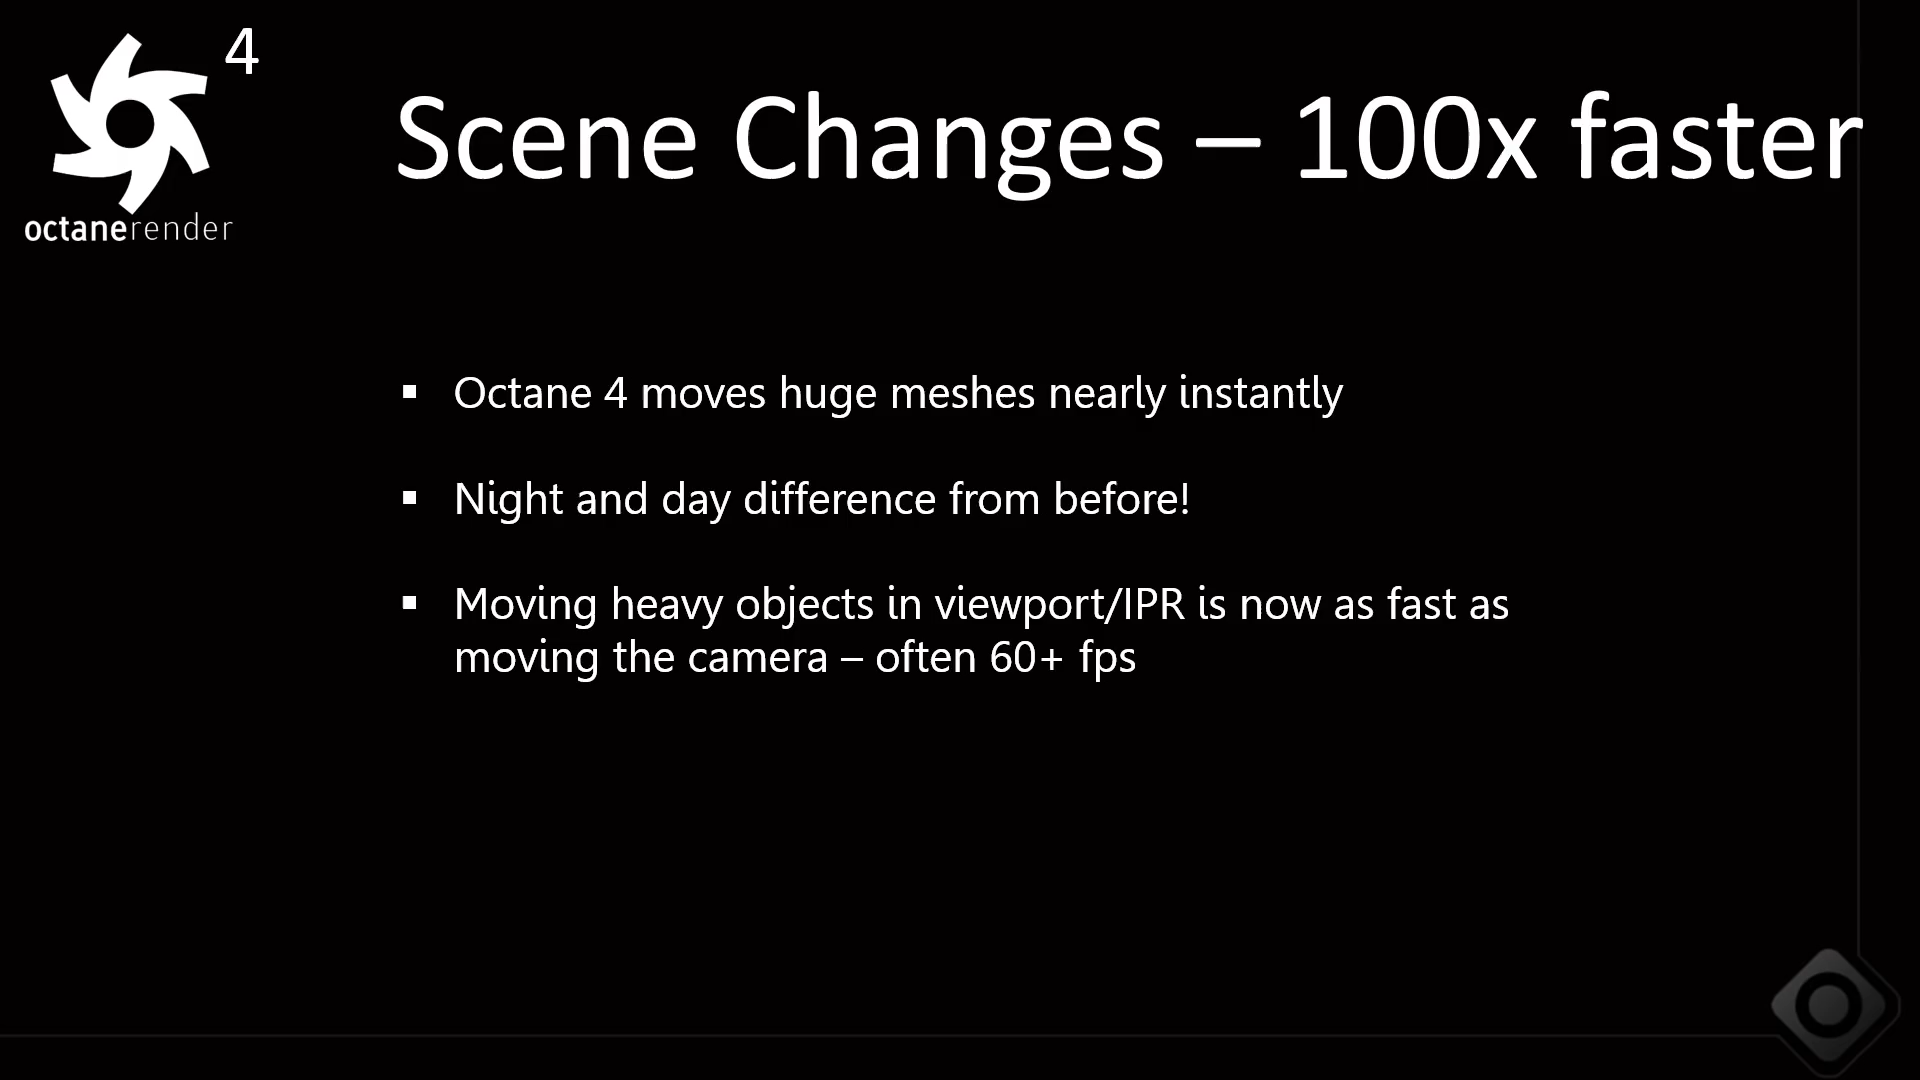 4
octanerender
Scene Changes – 100x faster
▪ Octane 4 moves huge meshes nearly instantly
▪ Night and day difference from before!
▪ Moving heavy objects in viewport/IPR is now as fast as
moving the camera – often 60+ fps